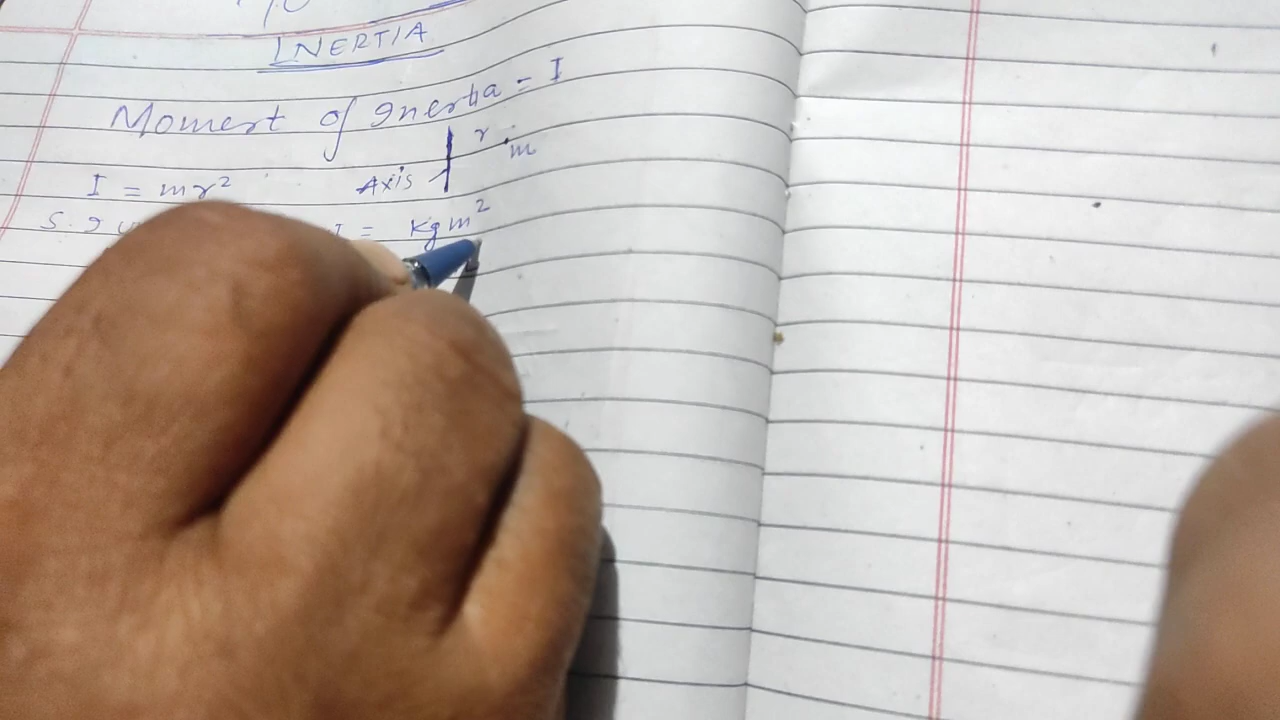 INERTIA
Moment of Inertia = I
r m
I = mr² Axis
S.I I = Kgm²